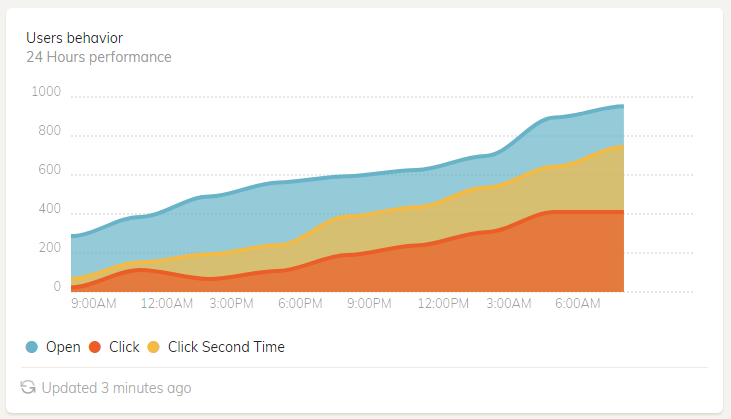 Users behavior
24 Hours performance
1000
800
600
400
200
0
9:00AM 12:00AM 3:00PM 6:00PM 9:00PM 12:00PM 3:00AM 6:00AM
Open Click Click Second Time
Updated 3 minutes ago